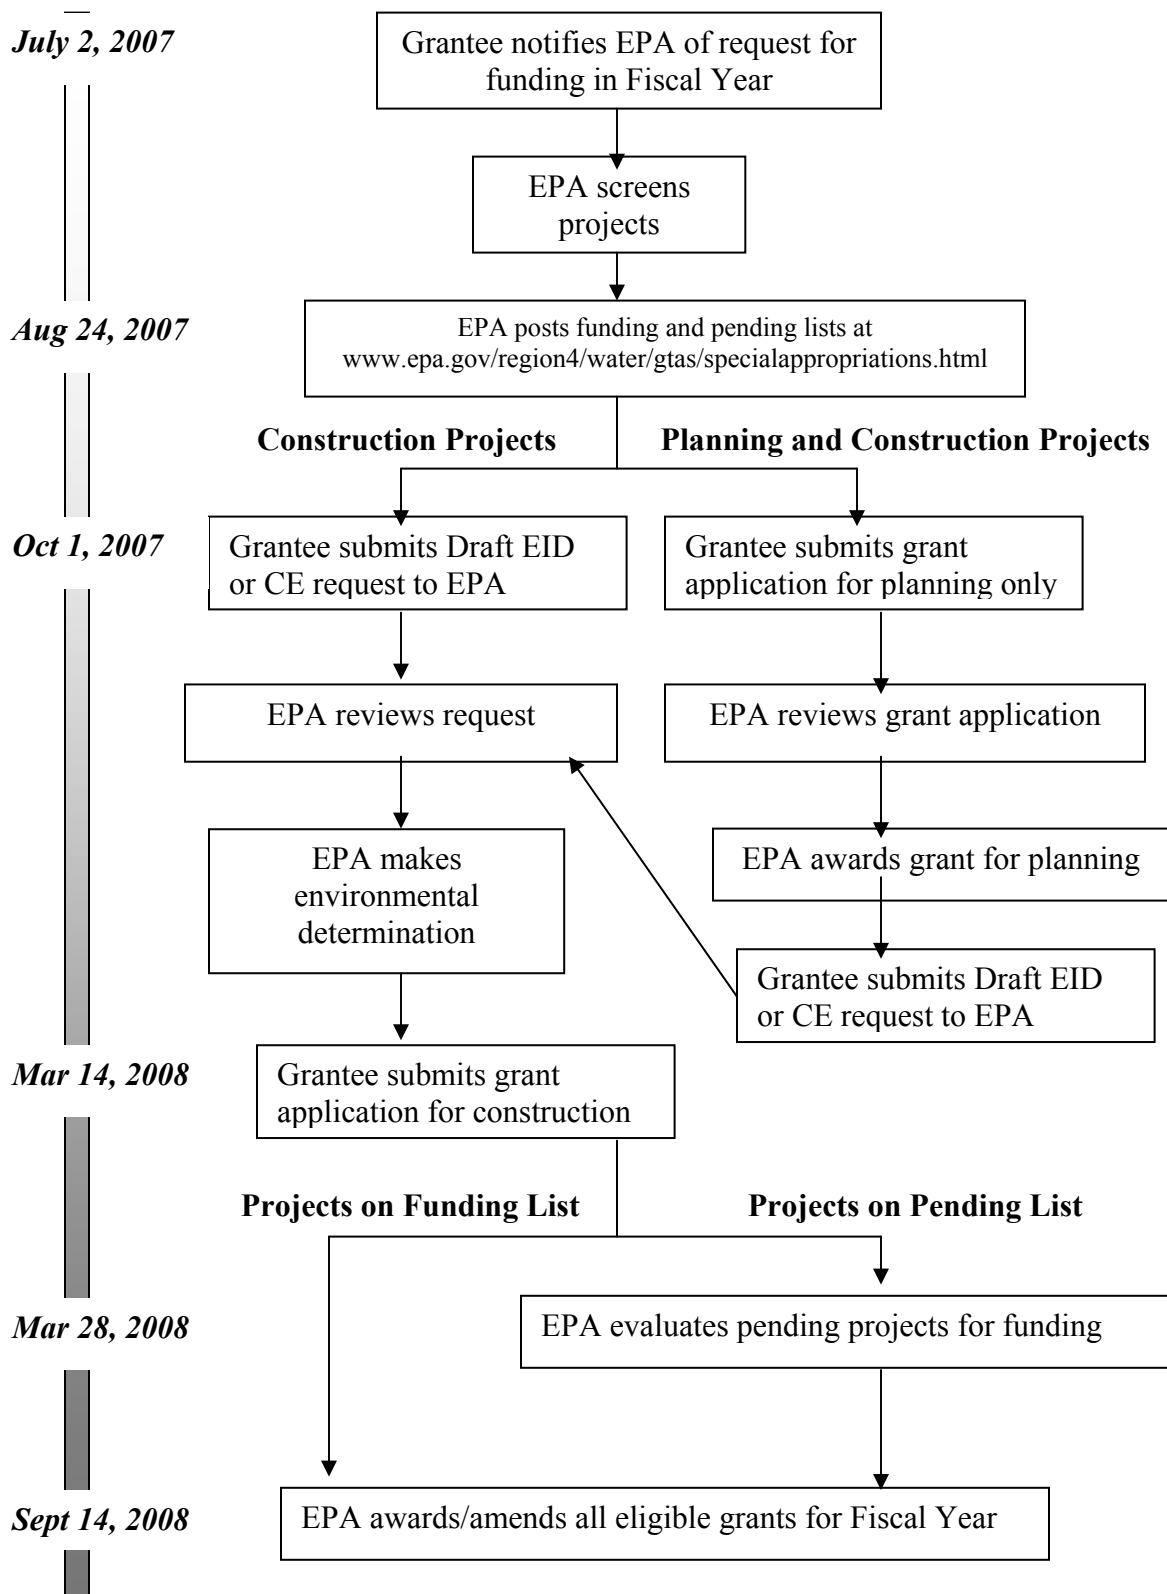 July 2, 2007
Grantee notifies EPA of request for
funding in Fiscal Year
EPA screens
projects
Aug 24, 2007
EPA posts funding and pending lists at
www.epa.gov/region4/water/gtas/specialappropriations.html
Construction Projects
Planning and Construction Projects
Oct 1, 2007
Grantee submits Draft EID
or CE request to EPA
Grantee submits grant
application for planning only
EPA reviews request
EPA reviews grant application
EPA makes
environmental
determination
EPA awards grant for planning
Grantee submits Draft EID
or CE request to EPA
Mar 14, 2008
Grantee submits grant
application for construction
Projects on Funding List
Projects on Pending List
Mar 28, 2008
EPA evaluates pending projects for funding
Sept 14, 2008
EPA awards/amends all eligible grants for Fiscal Year